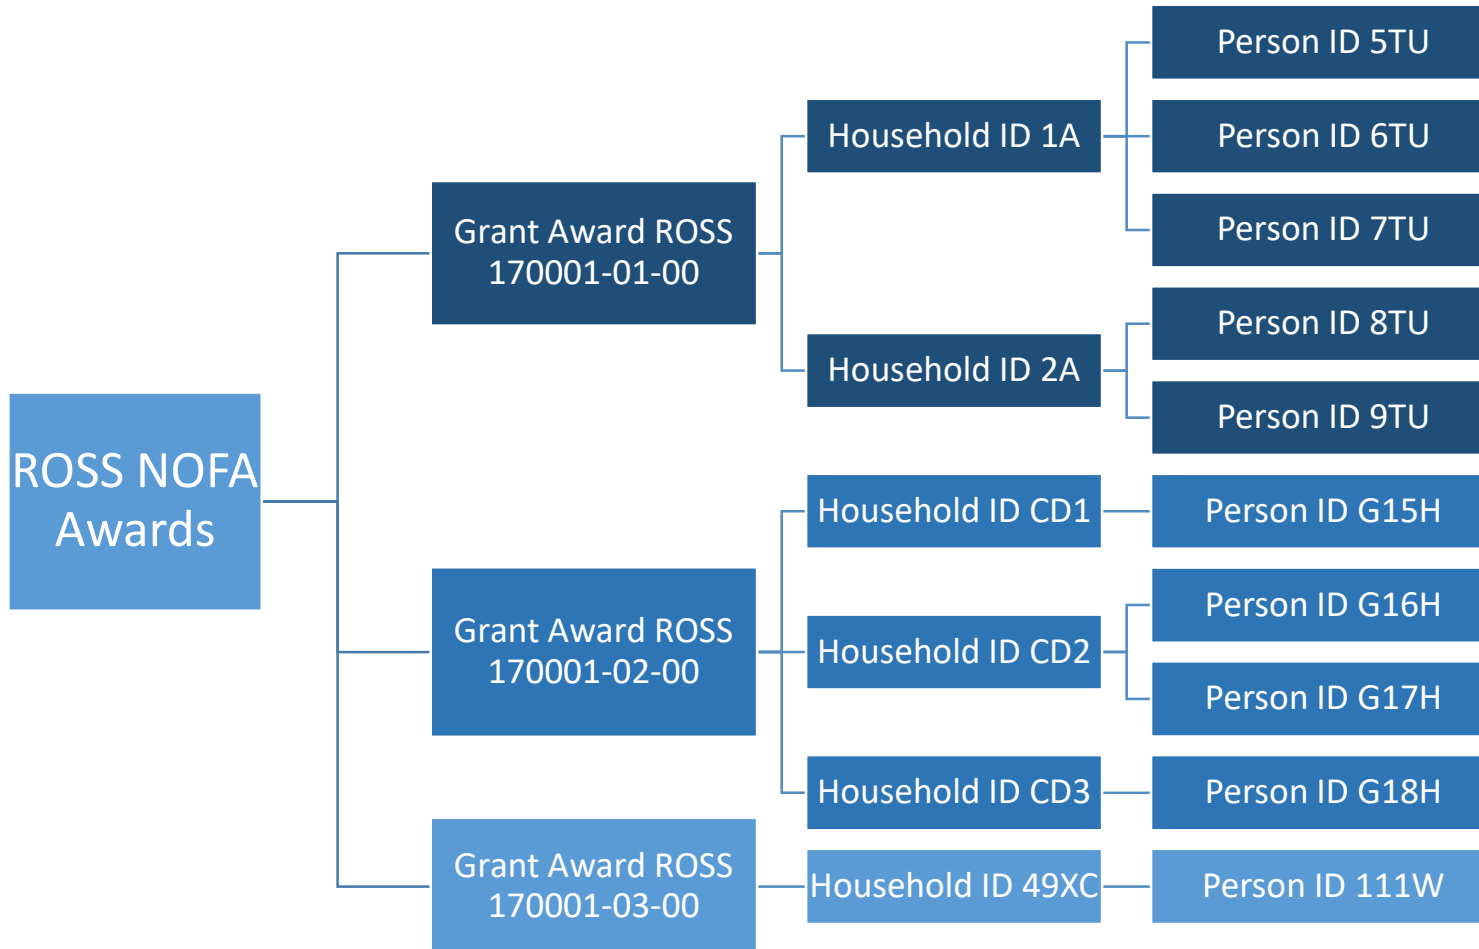 ROSS NOFA
Awards
Grant Award ROSS
170001-01-00
Household ID 1A
Person ID 5TU
Person ID 6TU
Person ID 7TU
Household ID 2A
Person ID 8TU
Person ID 9TU
Grant Award ROSS
170001-02-00
Household ID CD1
Person ID G15H
Household ID CD2
Person ID G16H
Person ID G17H
Household ID CD3
Person ID G18H
Grant Award ROSS
170001-03-00
Household ID 49XC
Person ID 111W